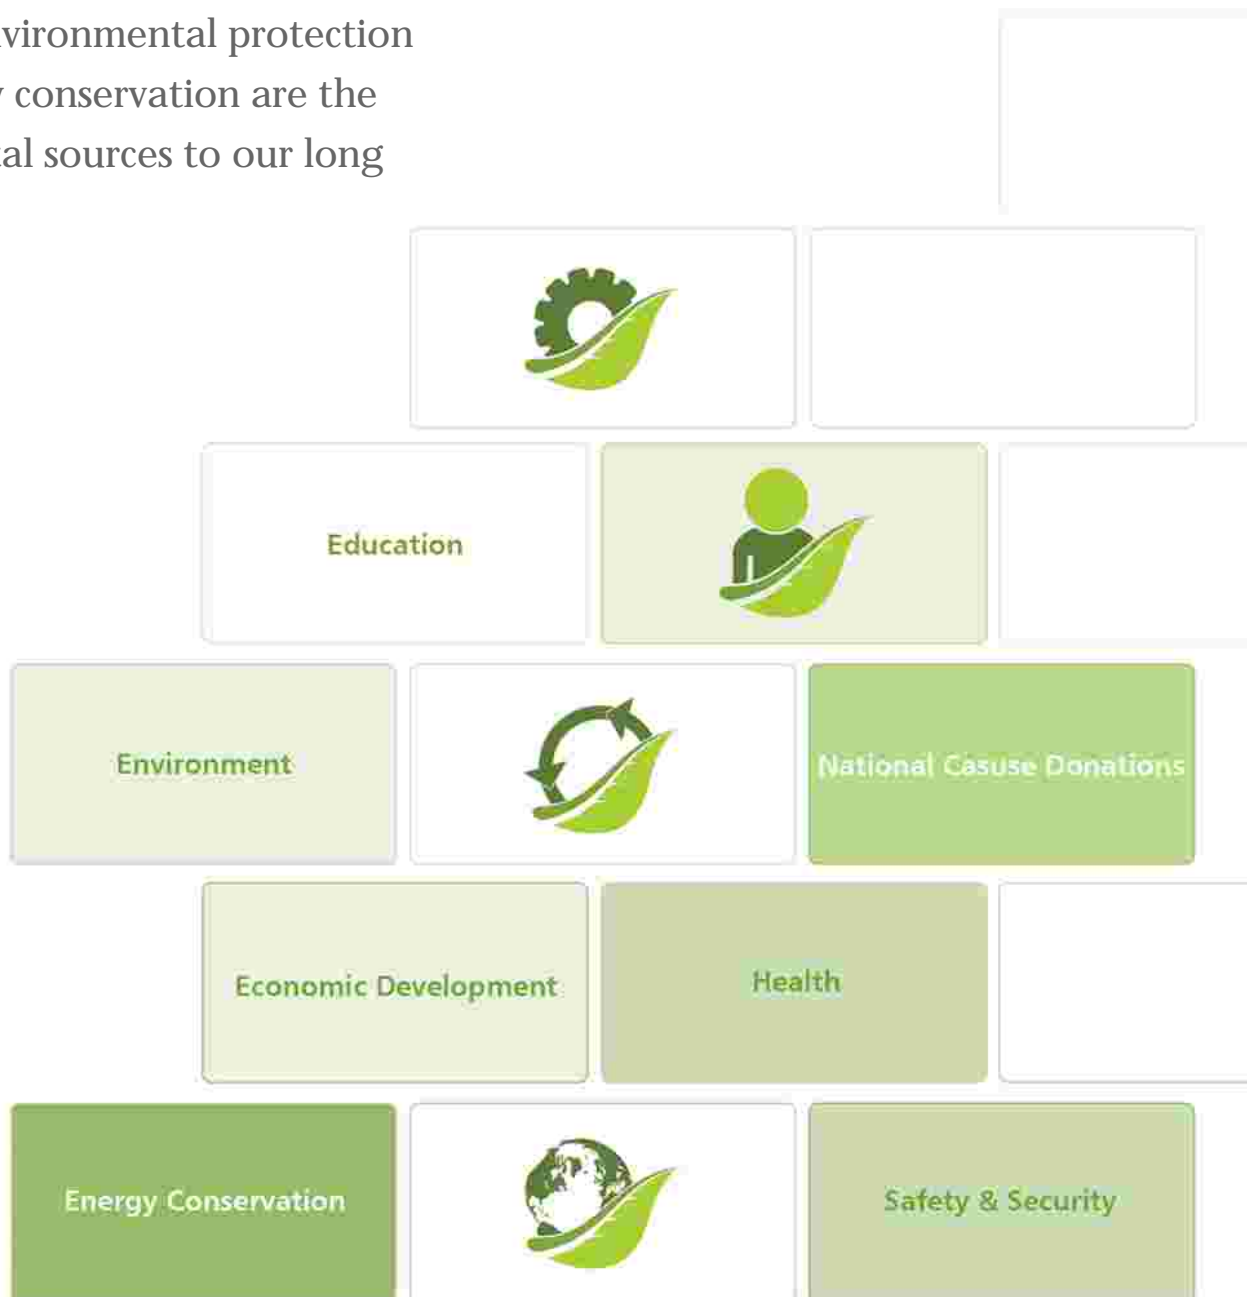 vironmental protection
conservation are the
tal sources to our long
Education
Environment
National Casuse Donations
Economic Development
Health
Energy Conservation
Safety & Security